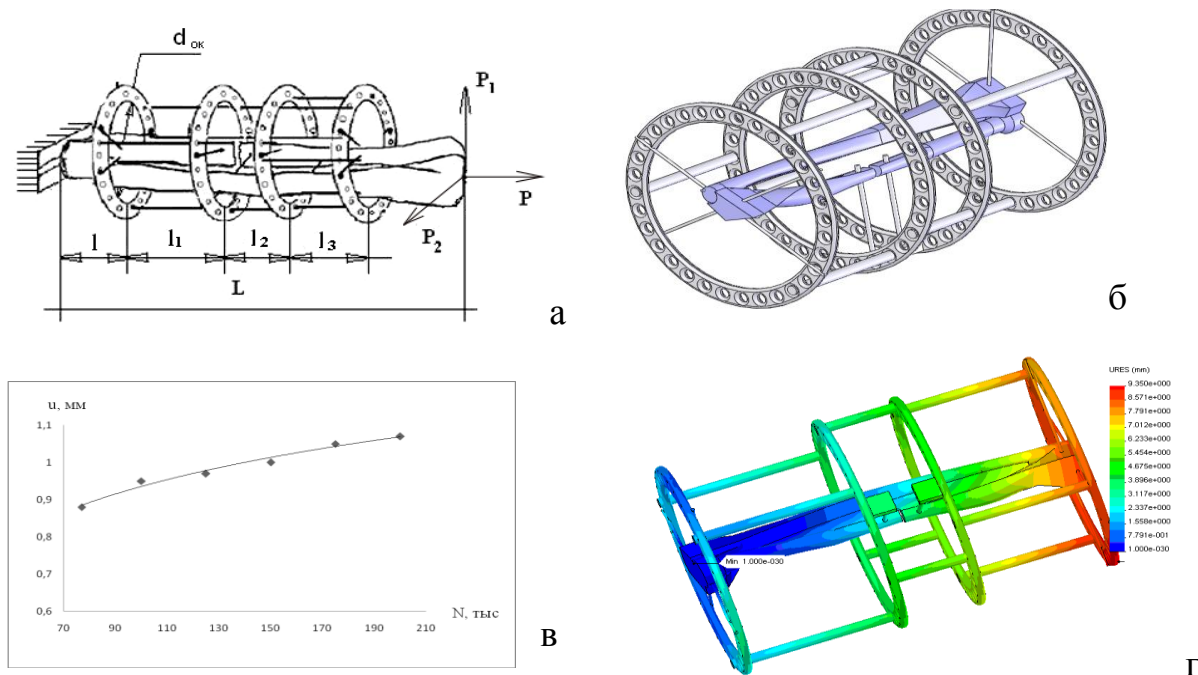 d ок
P₁
P
P₂
l l₁ l₂ l₃
L
а
б
u, мм
1,1
1
0,9
0,8
0,7
0,6
70 90 110 130 150 170 190 210
N, тыс
в
URES (mm)
9.350e+000
8.571e+000
7.791e+000
7.012e+000
6.233e+000
5.454e+000
4.675e+000
3.896e+000
3.117e+000
2.337e+000
1.558e+000
7.791e-001
1.000e-030
Min 1.000e-030
г